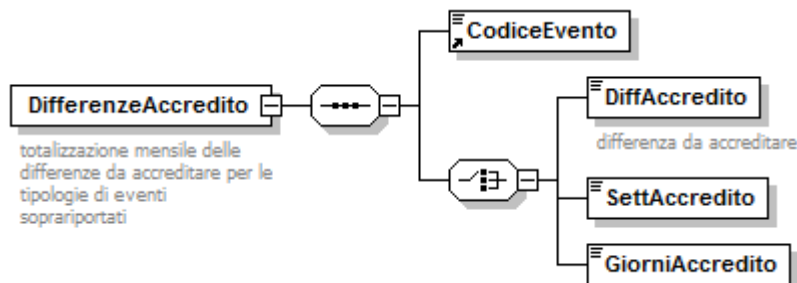 CodiceEvento
DifferenzeAccredito
totalizzazione mensile delle
differenze da accreditare per le
tipologie di eventi
soprariportati
DiffAccredito
differenza da accreditare
SettAccredito
GiorniAccredito